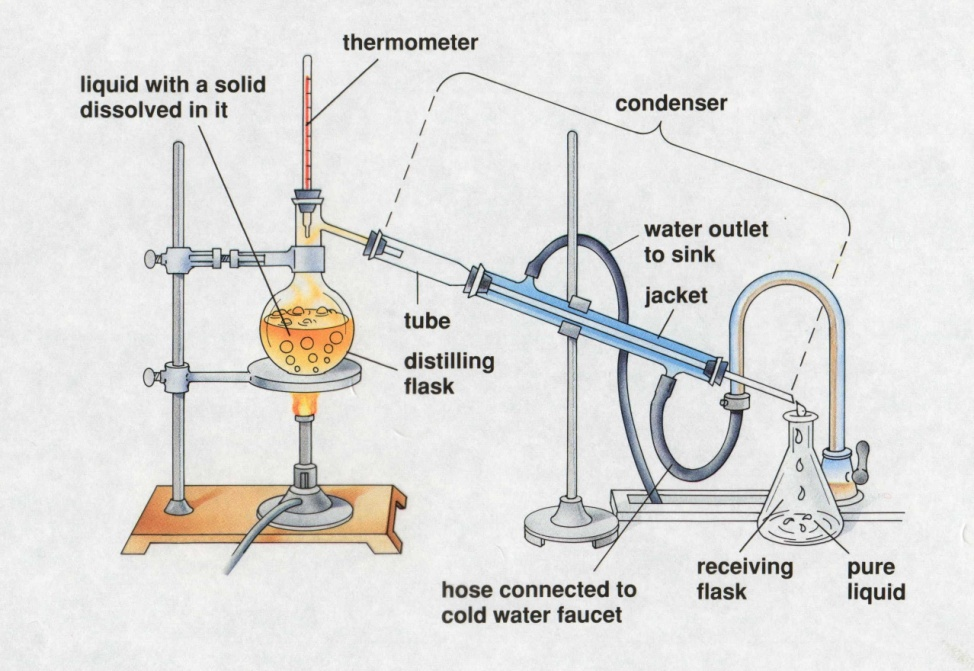 thermometer
liquid with a solid
dissolved in it
condenser
water outlet
to sink
jacket
tube
distilling
flask
receiving
flask
pure
liquid
hose connected to
cold water faucet